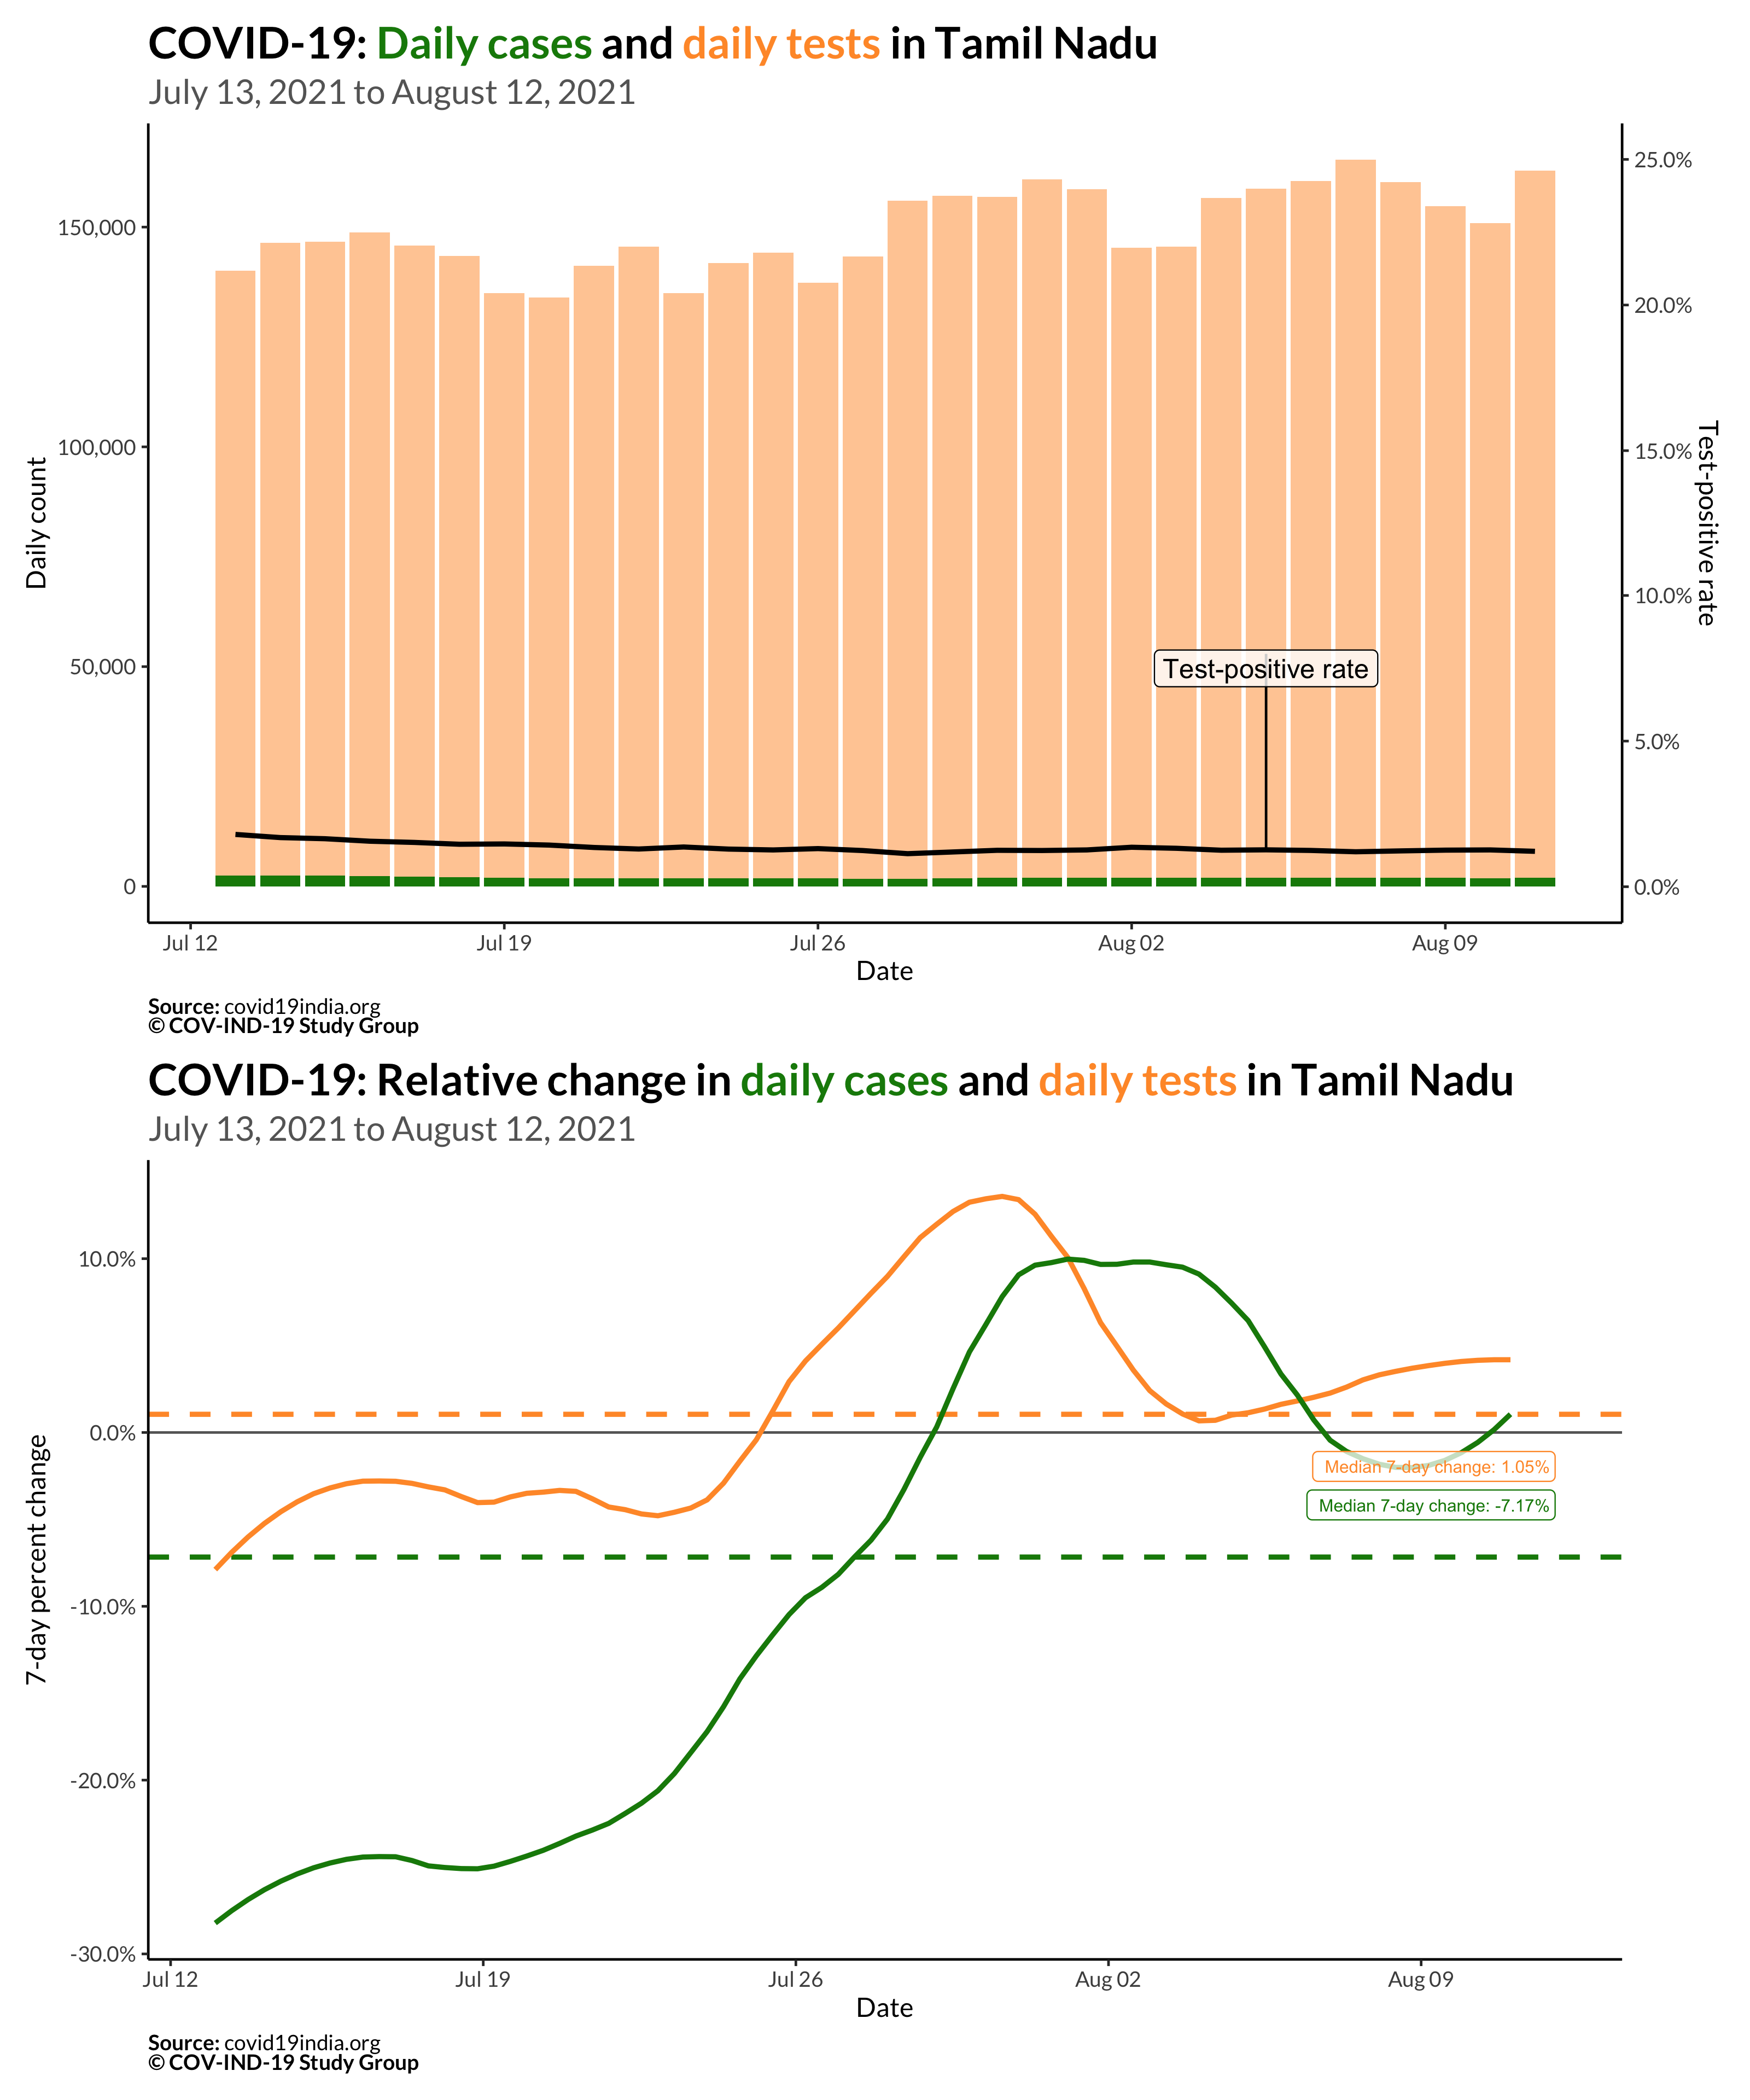 COVID-19: Daily cases and daily tests in Tamil Nadu
July 13, 2021 to August 12, 2021
Daily count
150,000
100,000
50,000
0
25.0%
20.0%
15.0%
10.0%
5.0%
0.0%
Test-positive rate
Test-positive rate
Jul 12
Jul 19
Jul 26
Aug 02
Aug 09
Date
Source: covid19india.org
© COV-IND-19 Study Group
COVID-19: Relative change in daily cases and daily tests in Tamil Nadu
July 13, 2021 to August 12, 2021
7-day percent change
10.0%
0.0%
-10.0%
-20.0%
-30.0%
Median 7-day change: 1.05%
Median 7-day change: -7.17%
Jul 12
Jul 19
Jul 26
Aug 02
Aug 09
Date
Source: covid19india.org
© COV-IND-19 Study Group